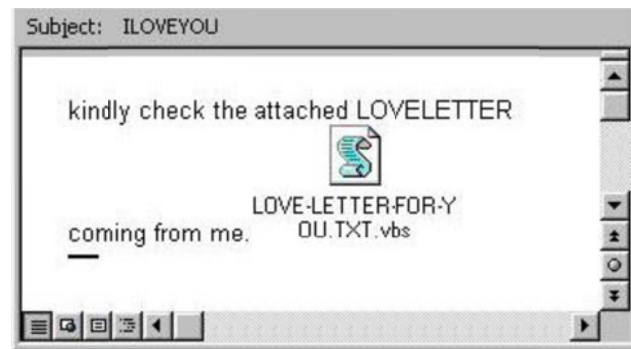 Subject: ILOVEYOU
kindly check the attached LOVELETTER
LOVE-LETTER-FOR-Y
OU.TXT.vbs
coming from me.